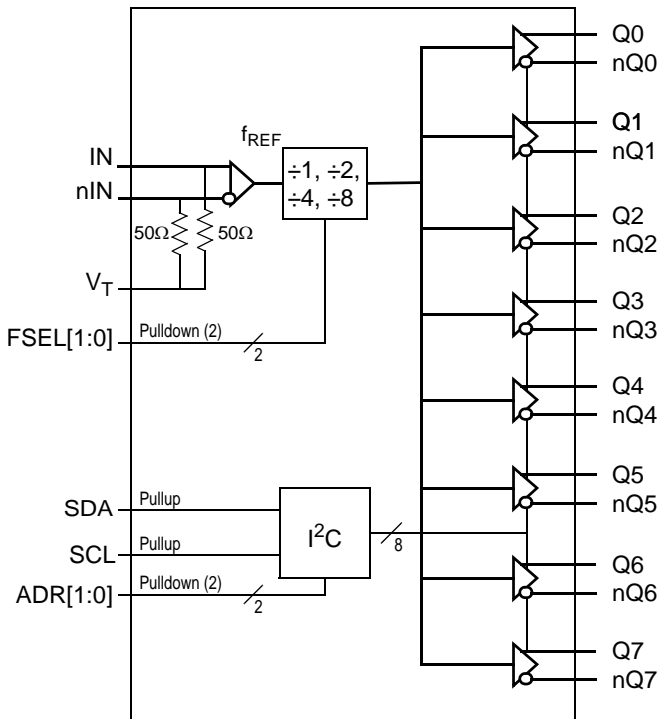 Q0
nQ0
Q1
nQ1
fREF
IN
nIN
÷1, ÷2,
÷4, ÷8
50Ω
50Ω
Q2
nQ2
VT
Q3
nQ3
FSEL[1:0]
Pulldown (2)
2
Q4
nQ4
Q5
nQ5
SDA
Pullup
I²C
8
SCL
Pullup
Q6
nQ6
ADR[1:0]
Pulldown (2)
2
Q7
nQ7